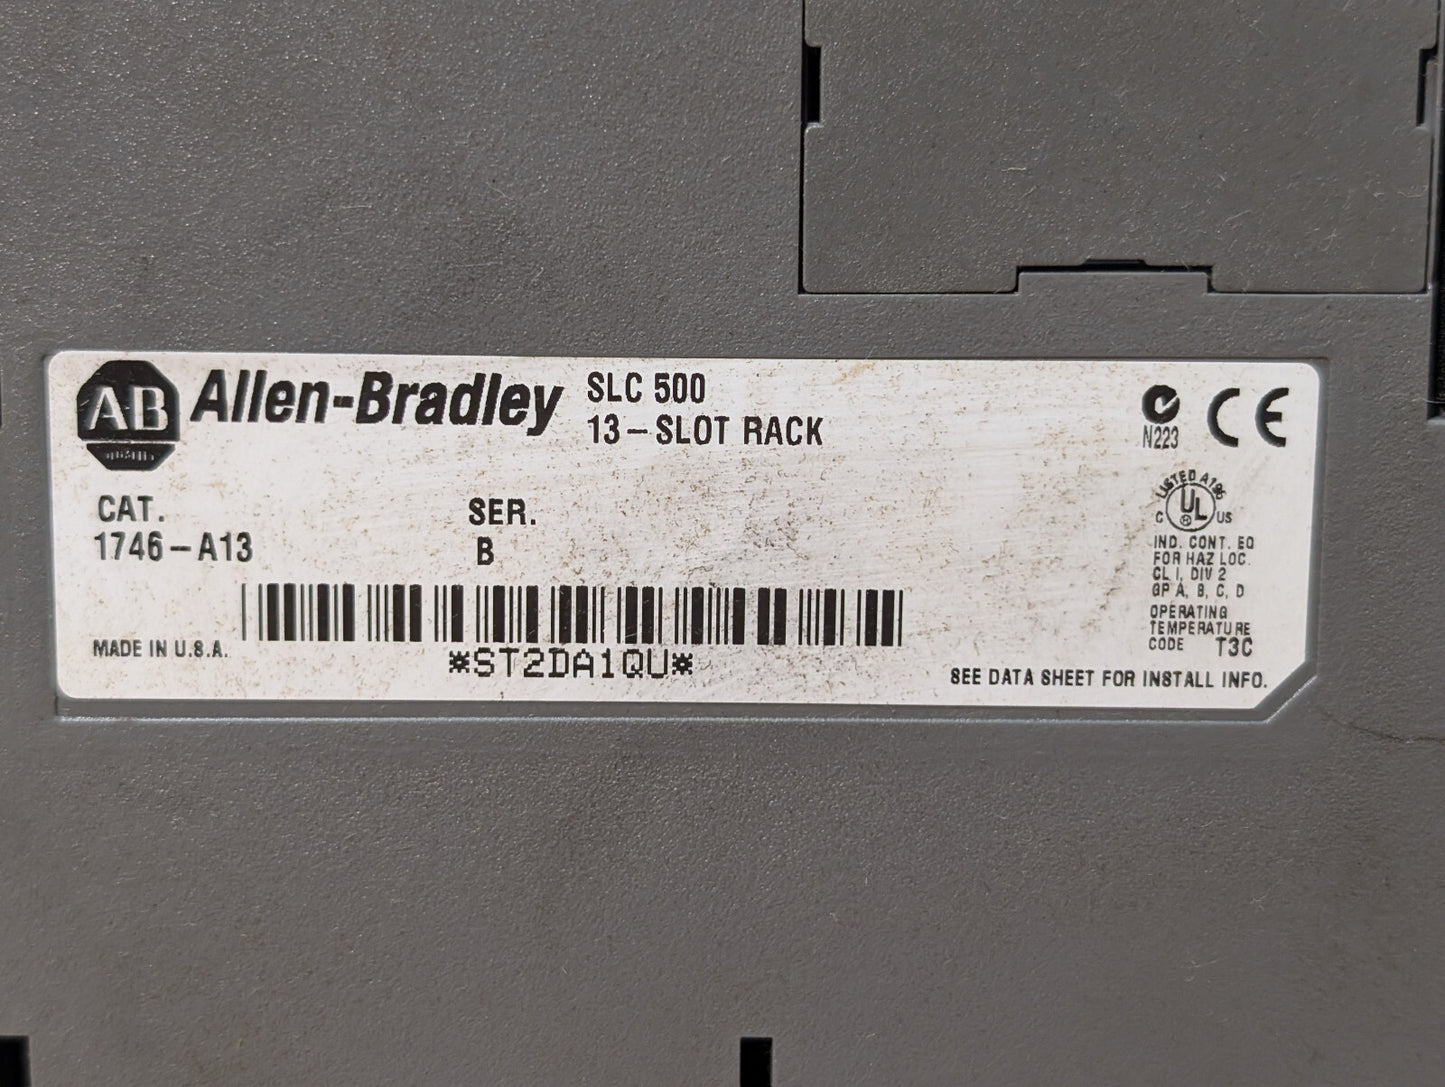 AB
Allen-Bradley
SLC 500
13-SLOT RACK
N223
CE
CAT.
1746-A13
SER.
B
LISTED
C UL US
IND. CONT. EQ
FOR HAZ LOC.
CL I, DIV 2
GP A, B, C, D
OPERATING
TEMPERATURE
CODE T3C
MADE IN U.S.A.
*ST2DA1QU*
SEE DATA SHEET FOR INSTALL INFO.